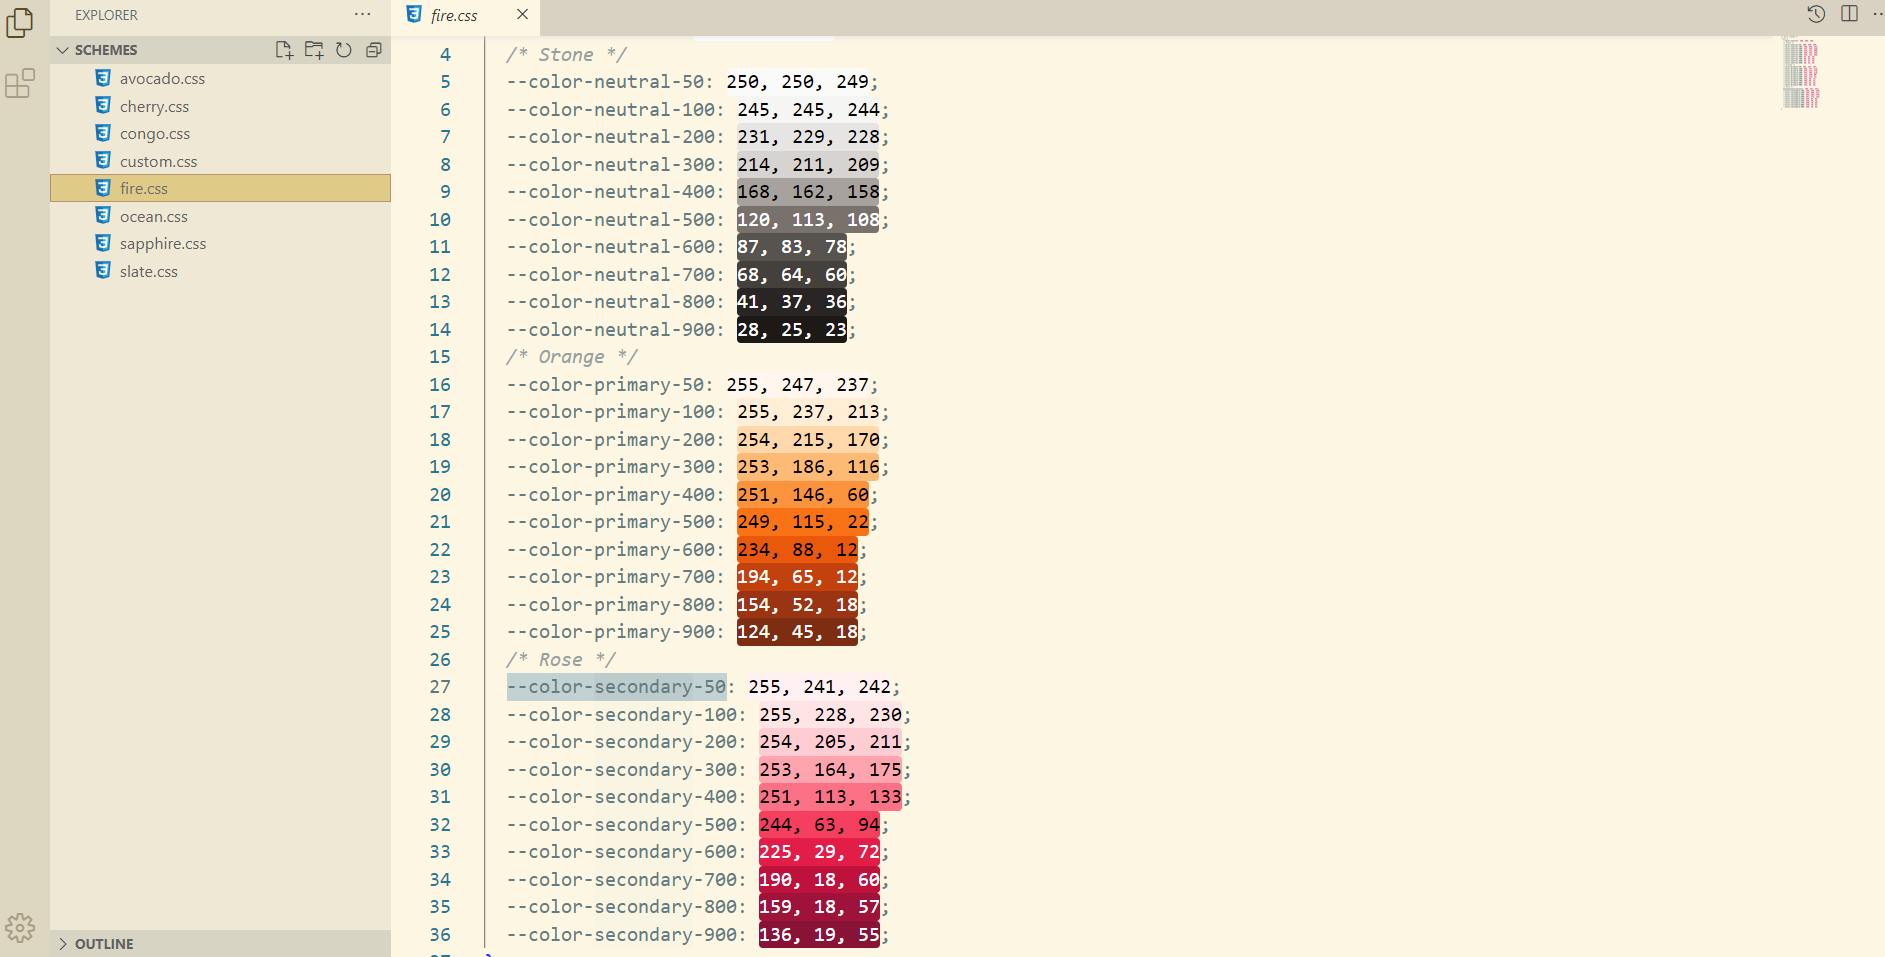 EXPLORER
SCHEMES
avocado.css
cherry.css
congo.css
custom.css
fire.css
ocean.css
sapphire.css
slate.css
OUTLINE
fire.css
4 /* Stone */
5 --color-neutral-50: 250, 250, 249;
6 --color-neutral-100: 245, 245, 244;
7 --color-neutral-200: 231, 229, 228;
8 --color-neutral-300: 214, 211, 209;
9 --color-neutral-400: 168, 162, 158;
10 --color-neutral-500: 120, 113, 108;
11 --color-neutral-600: 87, 83, 78;
12 --color-neutral-700: 68, 64, 60;
13 --color-neutral-800: 41, 37, 36;
14 --color-neutral-900: 28, 25, 23;
15 /* Orange */
16 --color-primary-50: 255, 247, 237;
17 --color-primary-100: 255, 237, 213;
18 --color-primary-200: 254, 215, 170;
19 --color-primary-300: 253, 186, 116;
20 --color-primary-400: 251, 146, 60;
21 --color-primary-500: 249, 115, 22;
22 --color-primary-600: 234, 88, 12;
23 --color-primary-700: 194, 65, 12;
24 --color-primary-800: 154, 52, 18;
25 --color-primary-900: 124, 45, 18;
26 /* Rose */
27 --color-secondary-50: 255, 241, 242;
28 --color-secondary-100: 255, 228, 230;
29 --color-secondary-200: 254, 205, 211;
30 --color-secondary-300: 253, 164, 175;
31 --color-secondary-400: 251, 113, 133;
32 --color-secondary-500: 244, 63, 94;
33 --color-secondary-600: 225, 29, 72;
34 --color-secondary-700: 190, 18, 60;
35 --color-secondary-800: 159, 18, 57;
36 --color-secondary-900: 136, 19, 55;